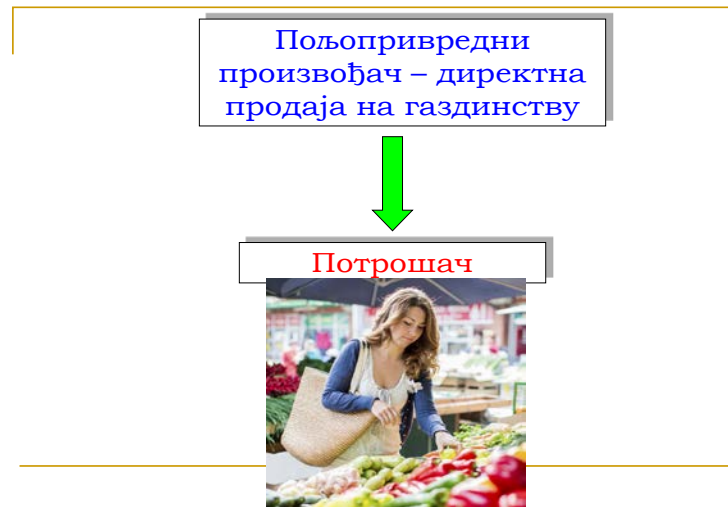 Пољопривредни
произвођач – директна
продаја на газдинству
Потрошач